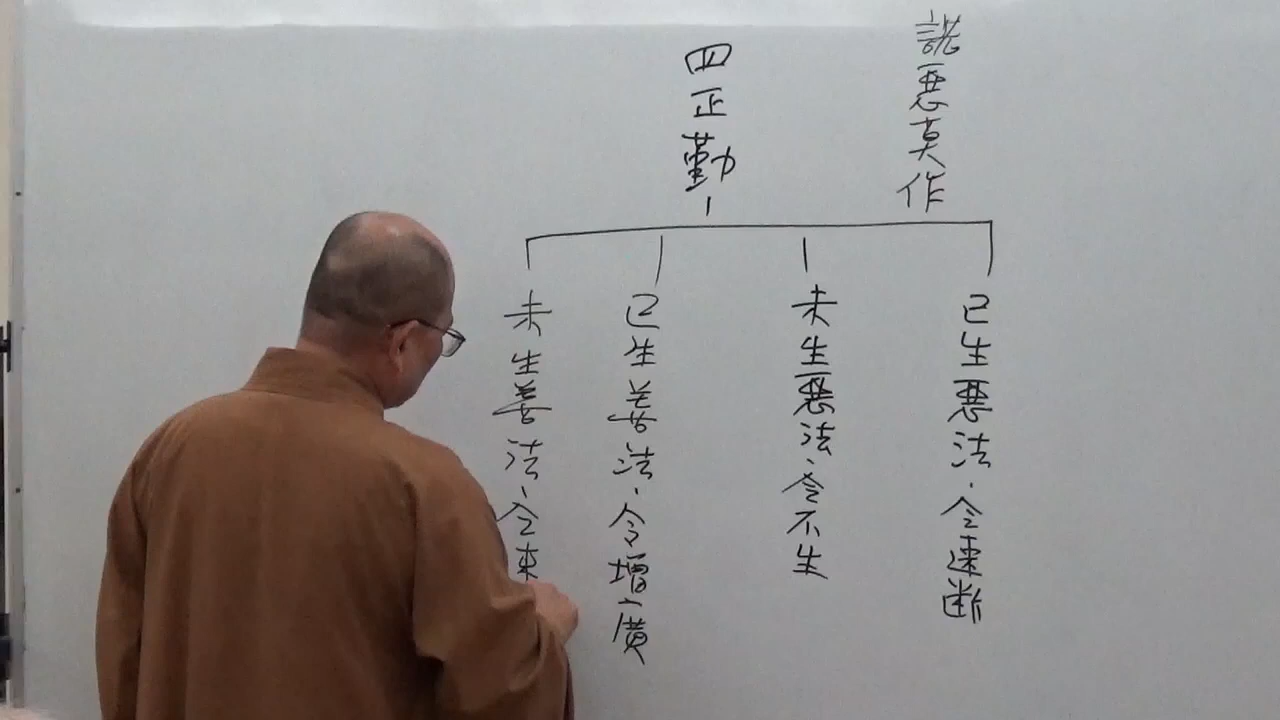 諸惡莫作
四正勤
已生惡法、令速斷
未生惡法、令不生
已生善法、令增廣
未生善法、令